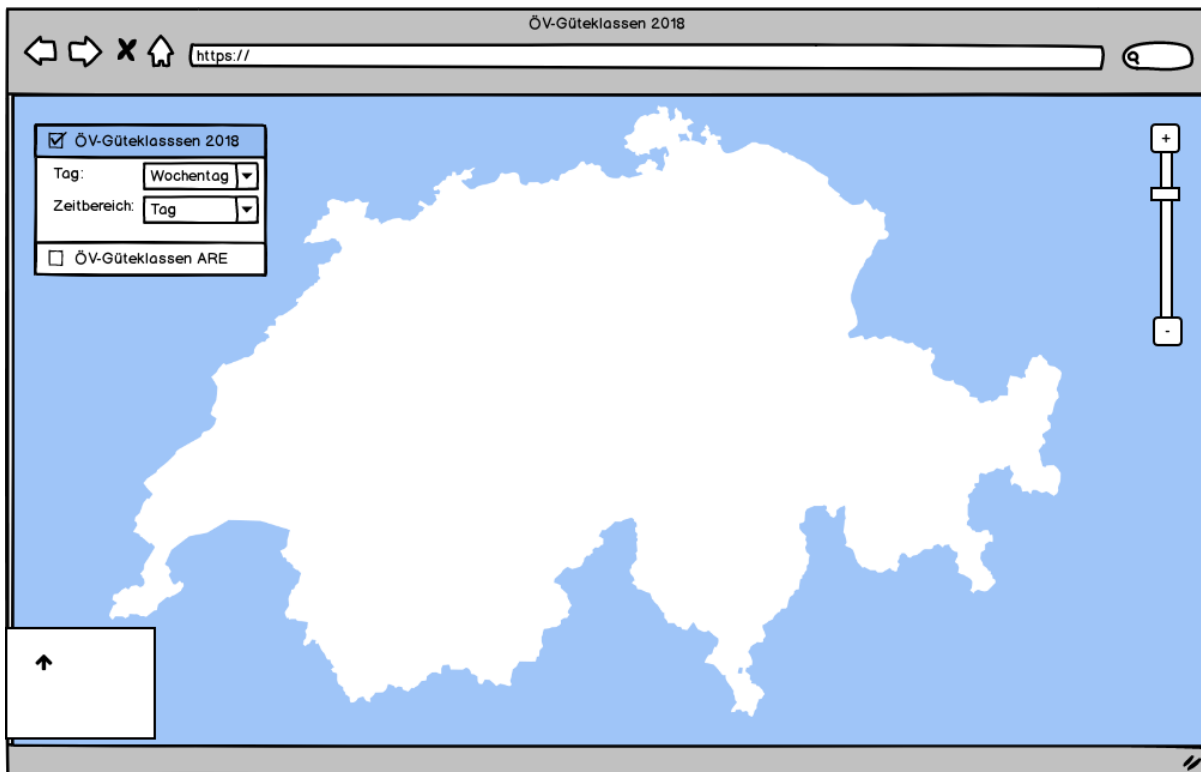 ÖV-Güteklassen 2018
https://
ÖV-Güteklasssen 2018
Tag:
Wochentag
Zeitbereich:
Tag
ÖV-Güteklassen ARE
+
-